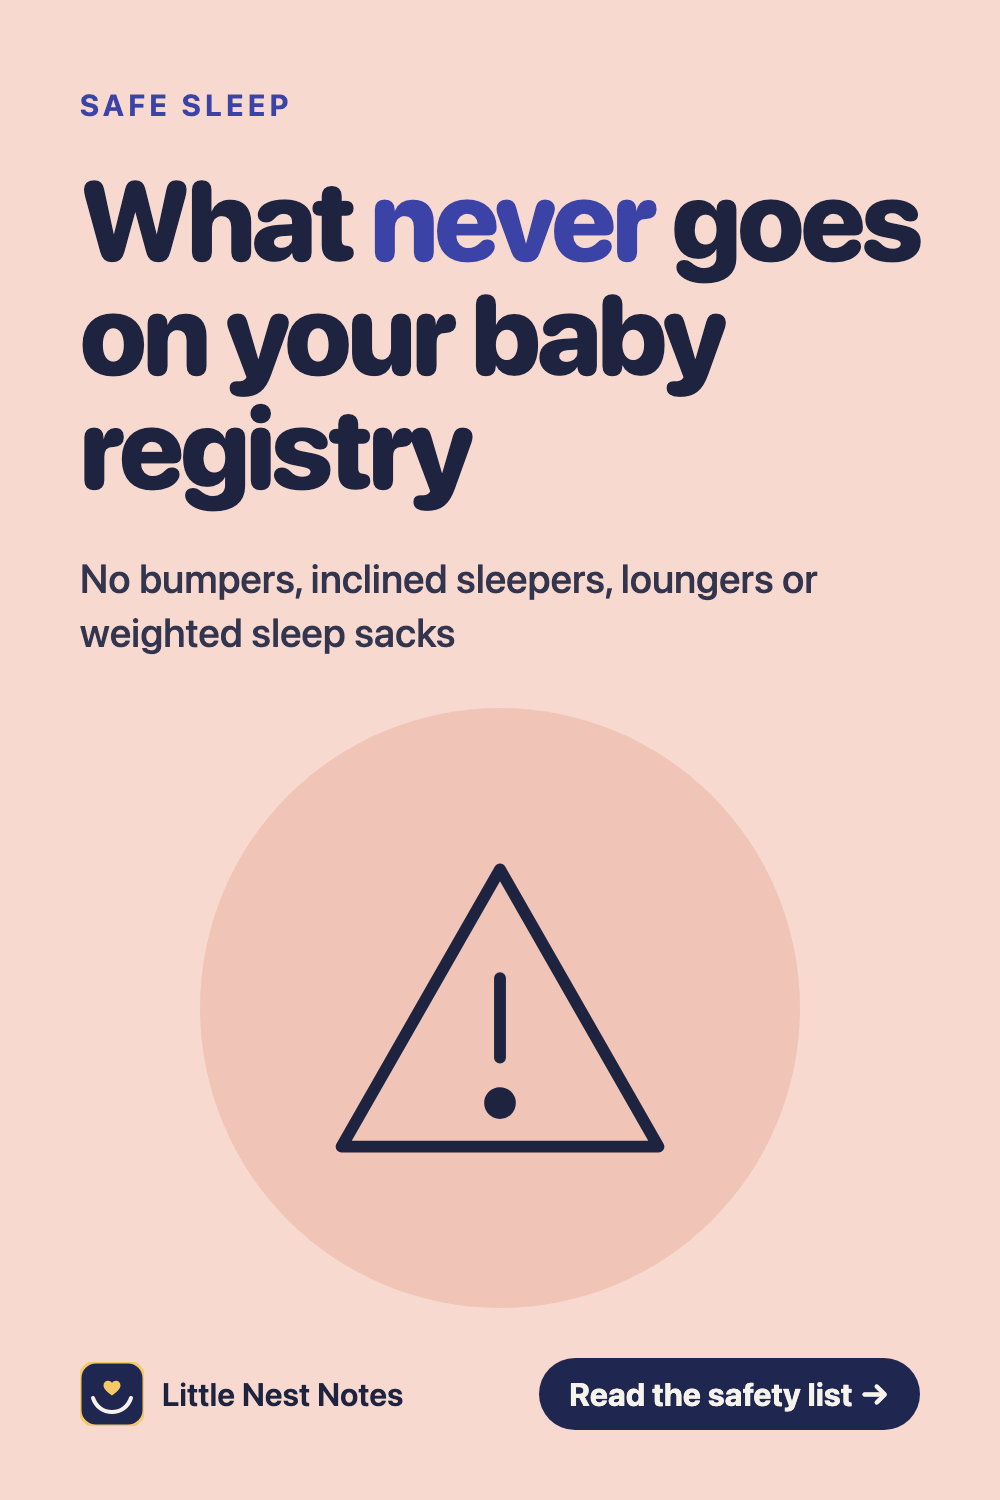 SAFE SLEEP
What never goes
on your baby
registry
No bumpers, inclined sleepers, loungers or
weighted sleep sacks
Little Nest Notes
Read the safety list →